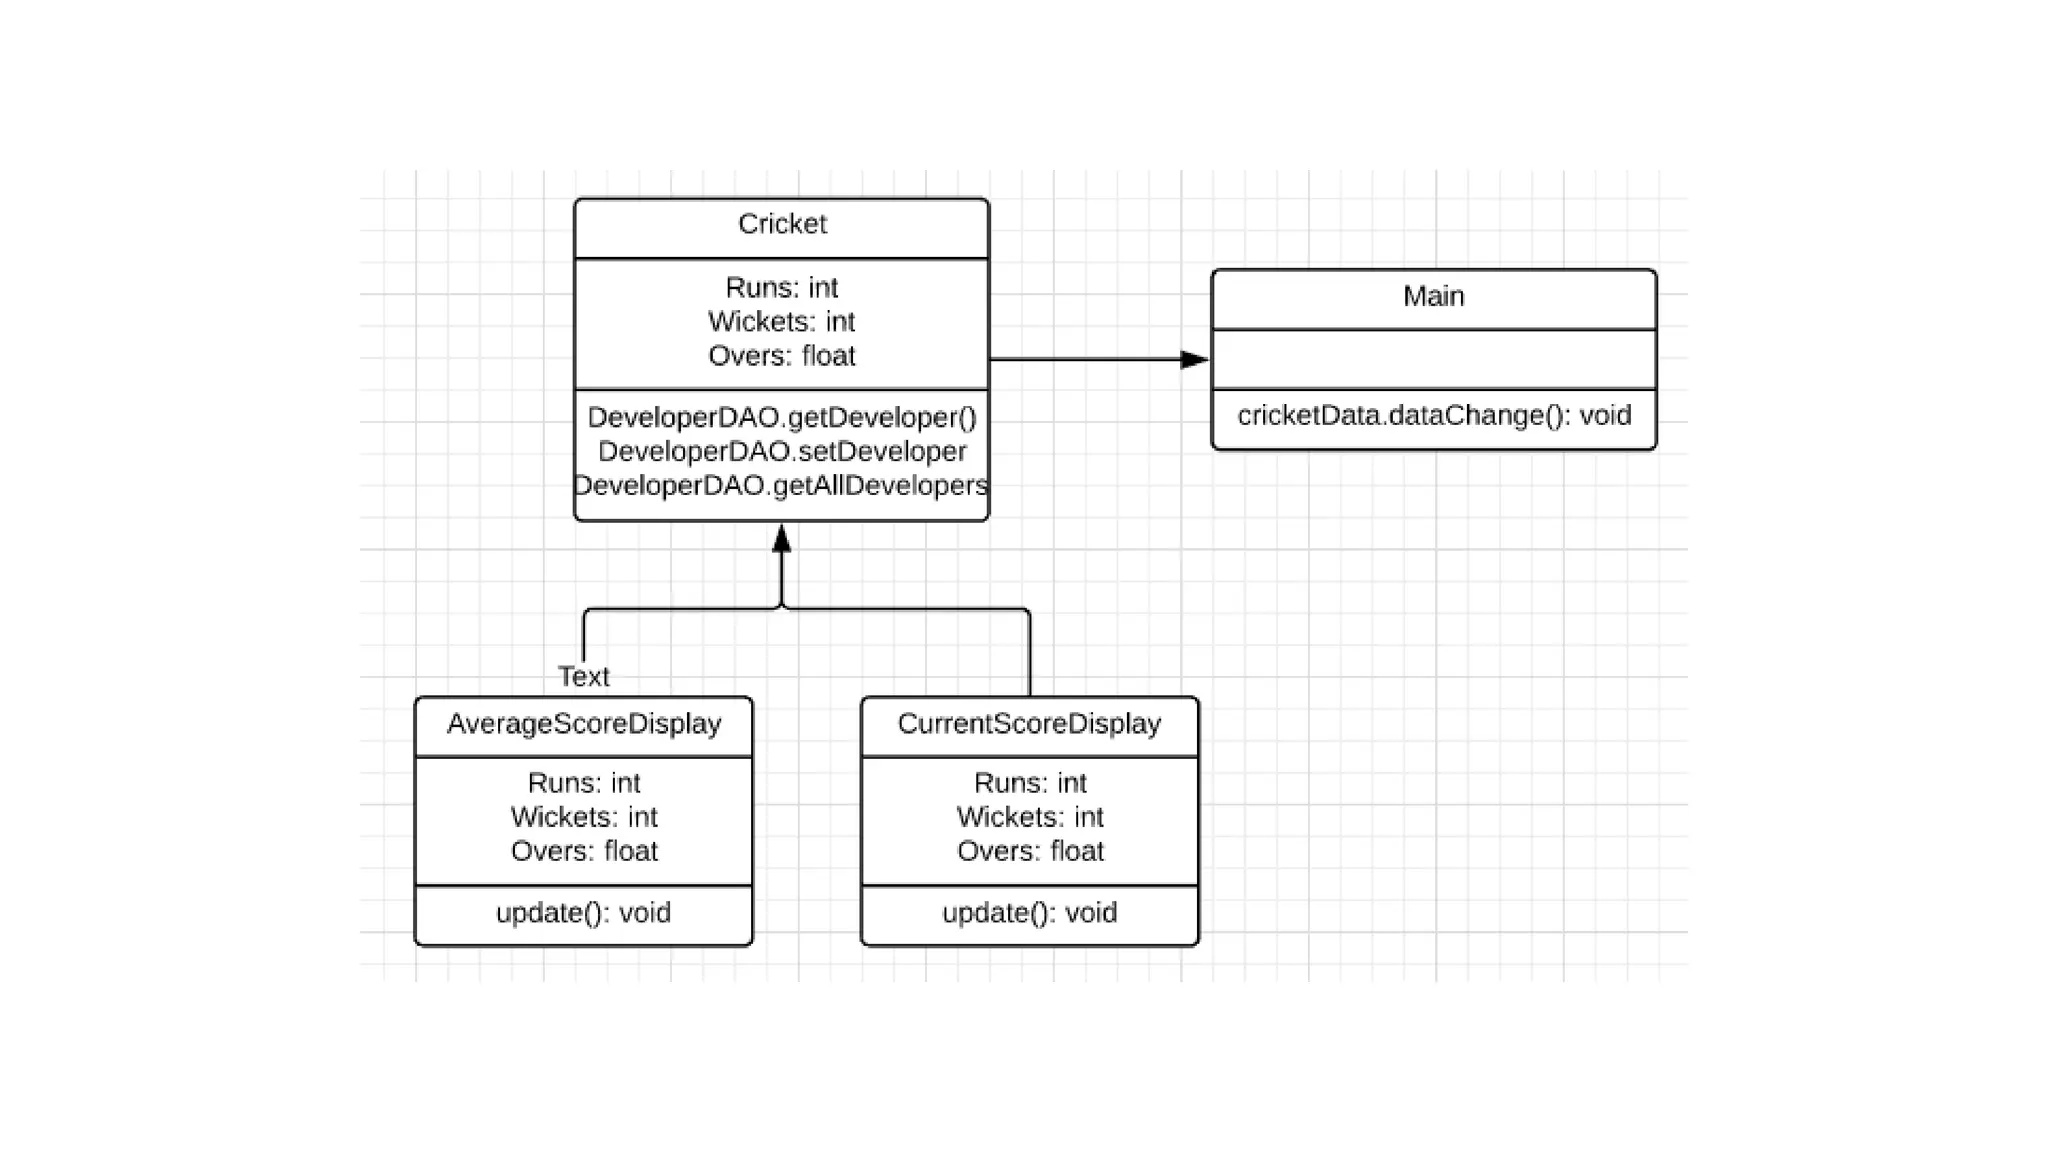 Cricket
Runs: int
Wickets: int
Overs: float
DeveloperDAO.getDeveloper()
DeveloperDAO.setDeveloper
DeveloperDAO.getAllDevelopers
Main
cricketData.dataChange(): void
Text
AverageScoreDisplay
Runs: int
Wickets: int
Overs: float
update(): void
CurrentScoreDisplay
Runs: int
Wickets: int
Overs: float
update(): void